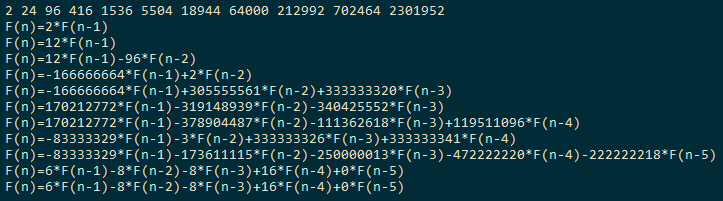 2 24 96 416 1536 5504 18944 64000 212992 702464 2301952
F(n)=2*F(n-1)
F(n)=12*F(n-1)
F(n)=12*F(n-1)-96*F(n-2)
F(n)=-166666664*F(n-1)+2*F(n-2)
F(n)=-166666664*F(n-1)+305555561*F(n-2)+333333320*F(n-3)
F(n)=170212772*F(n-1)-319148939*F(n-2)-340425552*F(n-3)
F(n)=170212772*F(n-1)-378904487*F(n-2)-111362618*F(n-3)+119511096*F(n-4)
F(n)=-83333329*F(n-1)-3*F(n-2)+333333326*F(n-3)+333333341*F(n-4)
F(n)=-83333329*F(n-1)-173611115*F(n-2)-250000013*F(n-3)-472222220*F(n-4)-222222218*F(n-5)
F(n)=6*F(n-1)-8*F(n-2)-8*F(n-3)+16*F(n-4)+0*F(n-5)
F(n)=6*F(n-1)-8*F(n-2)-8*F(n-3)+16*F(n-4)+0*F(n-5)